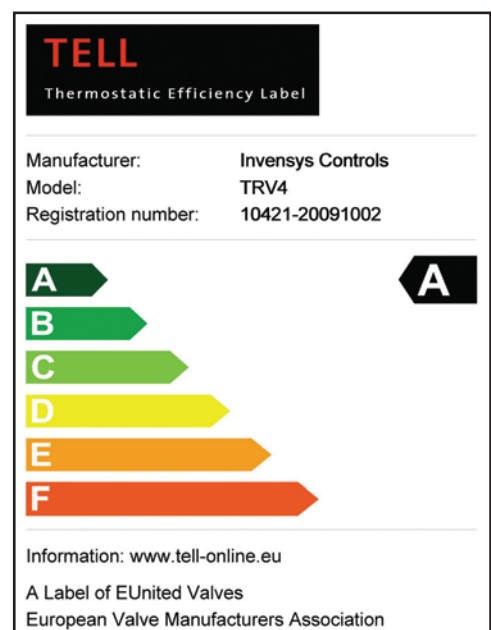 TELL
Thermostatic Efficiency Label
Manufacturer: Invensys Controls
Model: TRV4
Registration number: 10421-20091002
A A
B
C
D
E
F
Information: www.tell-online.eu
A Label of EUnited Valves
European Valve Manufacturers Association